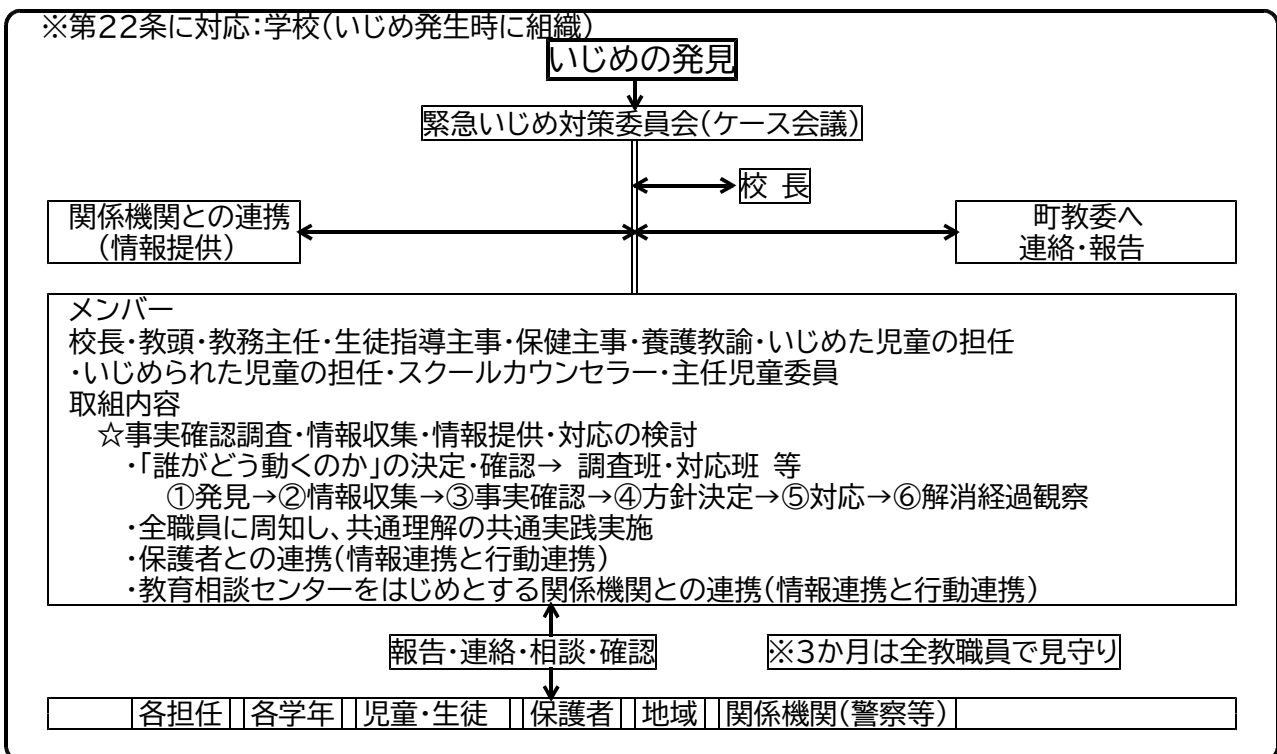 ※第22条に対応：学校（いじめ発生時に組織）
いじめの発見
緊急いじめ対策委員会（ケース会議）
校 長
関係機関との連携
（情報提供）
町教委へ
連絡・報告
メンバー
校長・教頭・教務主任・生徒指導主事・保健主事・養護教諭・いじめた児童の担任
・いじめられた児童の担任・スクールカウンセラー・主任児童委員
取組内容
☆事実確認調査・情報収集・情報提供・対応の検討
・「誰がどう動くのか」の決定・確認→ 調査班・対応班 等
①発見→②情報収集→③事実確認→④方針決定→⑤対応→⑥解消経過観察
・全職員に周知し、共通理解の共通実践実施
・保護者との連携（情報連携と行動連携）
・教育相談センターをはじめとする関係機関との連携（情報連携と行動連携）
報告・連絡・相談・確認
※3か月は全教職員で見守り
各担任 各学年 児童・生徒 保護者 地域 関係機関（警察等）